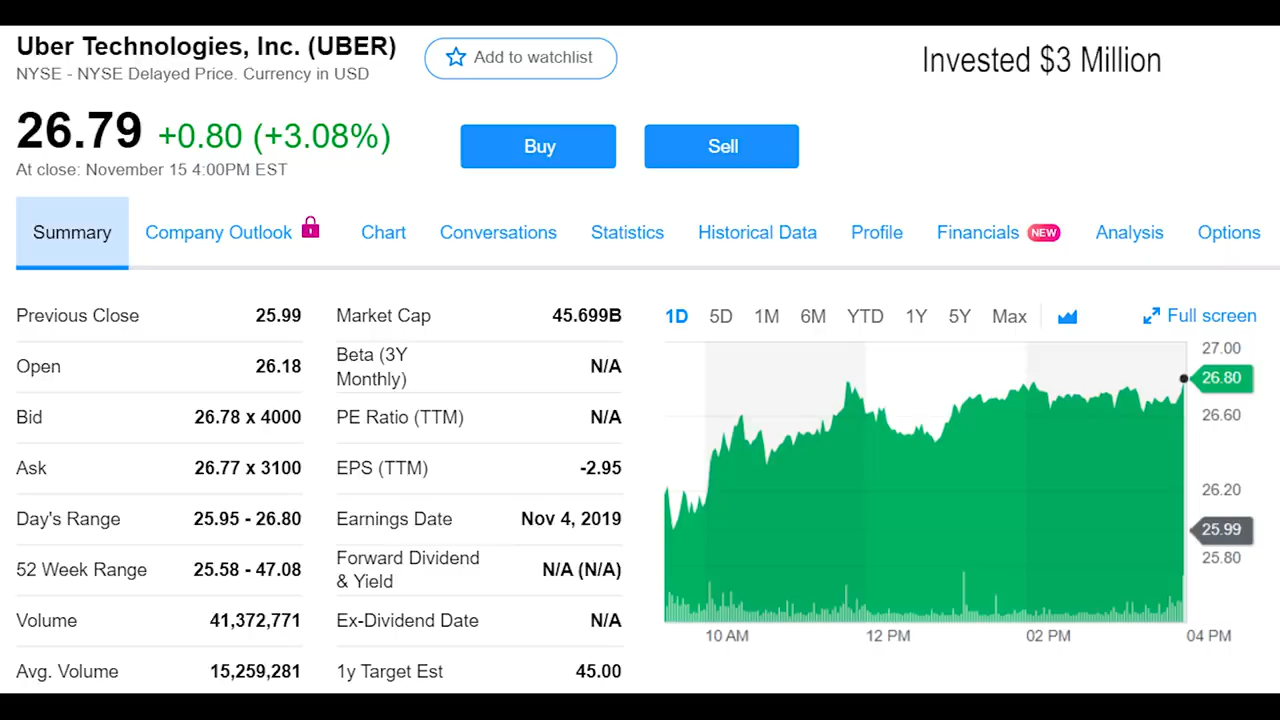 Uber Technologies, Inc. (UBER)
Add to watchlist
Invested $3 Million
NYSE - NYSE Delayed Price. Currency in USD
26.79 +0.80 (+3.08%)
At close: November 15 4:00PM EST
Buy
Sell
Summary
Company Outlook
Chart
Conversations
Statistics
Historical Data
Profile
Financials NEW
Analysis
Options
Previous Close 25.99
Open 26.18
Bid 26.78 x 4000
Ask 26.77 x 3100
Day's Range 25.95 - 26.80
52 Week Range 25.58 - 47.08
Volume 41,372,771
Avg. Volume 15,259,281
Market Cap 45.699B
Beta (3Y
Monthly) N/A
PE Ratio (TTM) N/A
EPS (TTM) -2.95
Earnings Date Nov 4, 2019
Forward Dividend
& Yield N/A (N/A)
Ex-Dividend Date N/A
1y Target Est 45.00
1D 5D 1M 6M YTD 1Y 5Y Max
Full screen
27.00
26.80
26.60
26.20
25.99
25.80
10 AM 12 PM 02 PM 04 PM